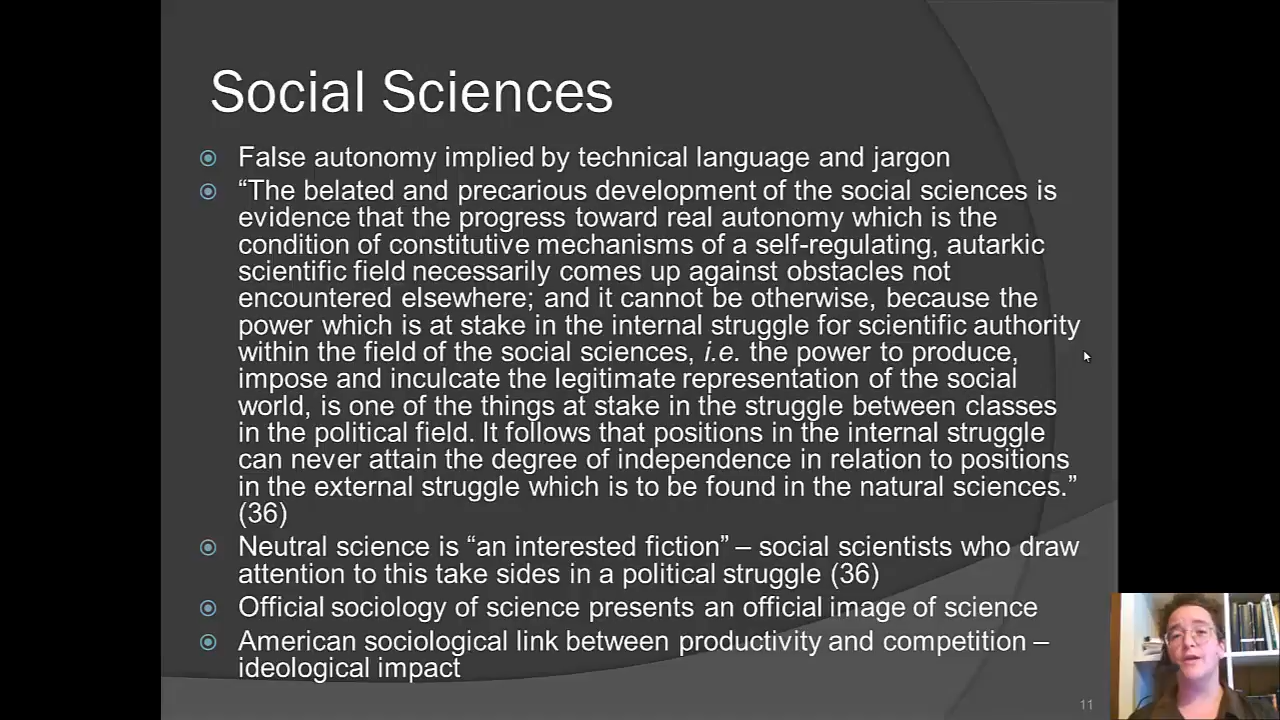 Social Sciences
False autonomy implied by technical language and jargon
“The belated and precarious development of the social sciences is
evidence that the progress toward real autonomy which is the
condition of constitutive mechanisms of a self-regulating, autarkic
scientific field necessarily comes up against obstacles not
encountered elsewhere; and it cannot be otherwise, because the
power which is at stake in the internal struggle for scientific authority
within the field of the social sciences, i.e. the power to produce,
impose and inculcate the legitimate representation of the social
world, is one of the things at stake in the struggle between classes
in the political field. It follows that positions in the internal struggle
can never attain the degree of independence in relation to positions
in the external struggle which is to be found in the natural sciences.”
(36)
Neutral science is “an interested fiction” – social scientists who draw
attention to this take sides in a political struggle (36)
Official sociology of science presents an official image of science
American sociological link between productivity and competition –
ideological impact
11